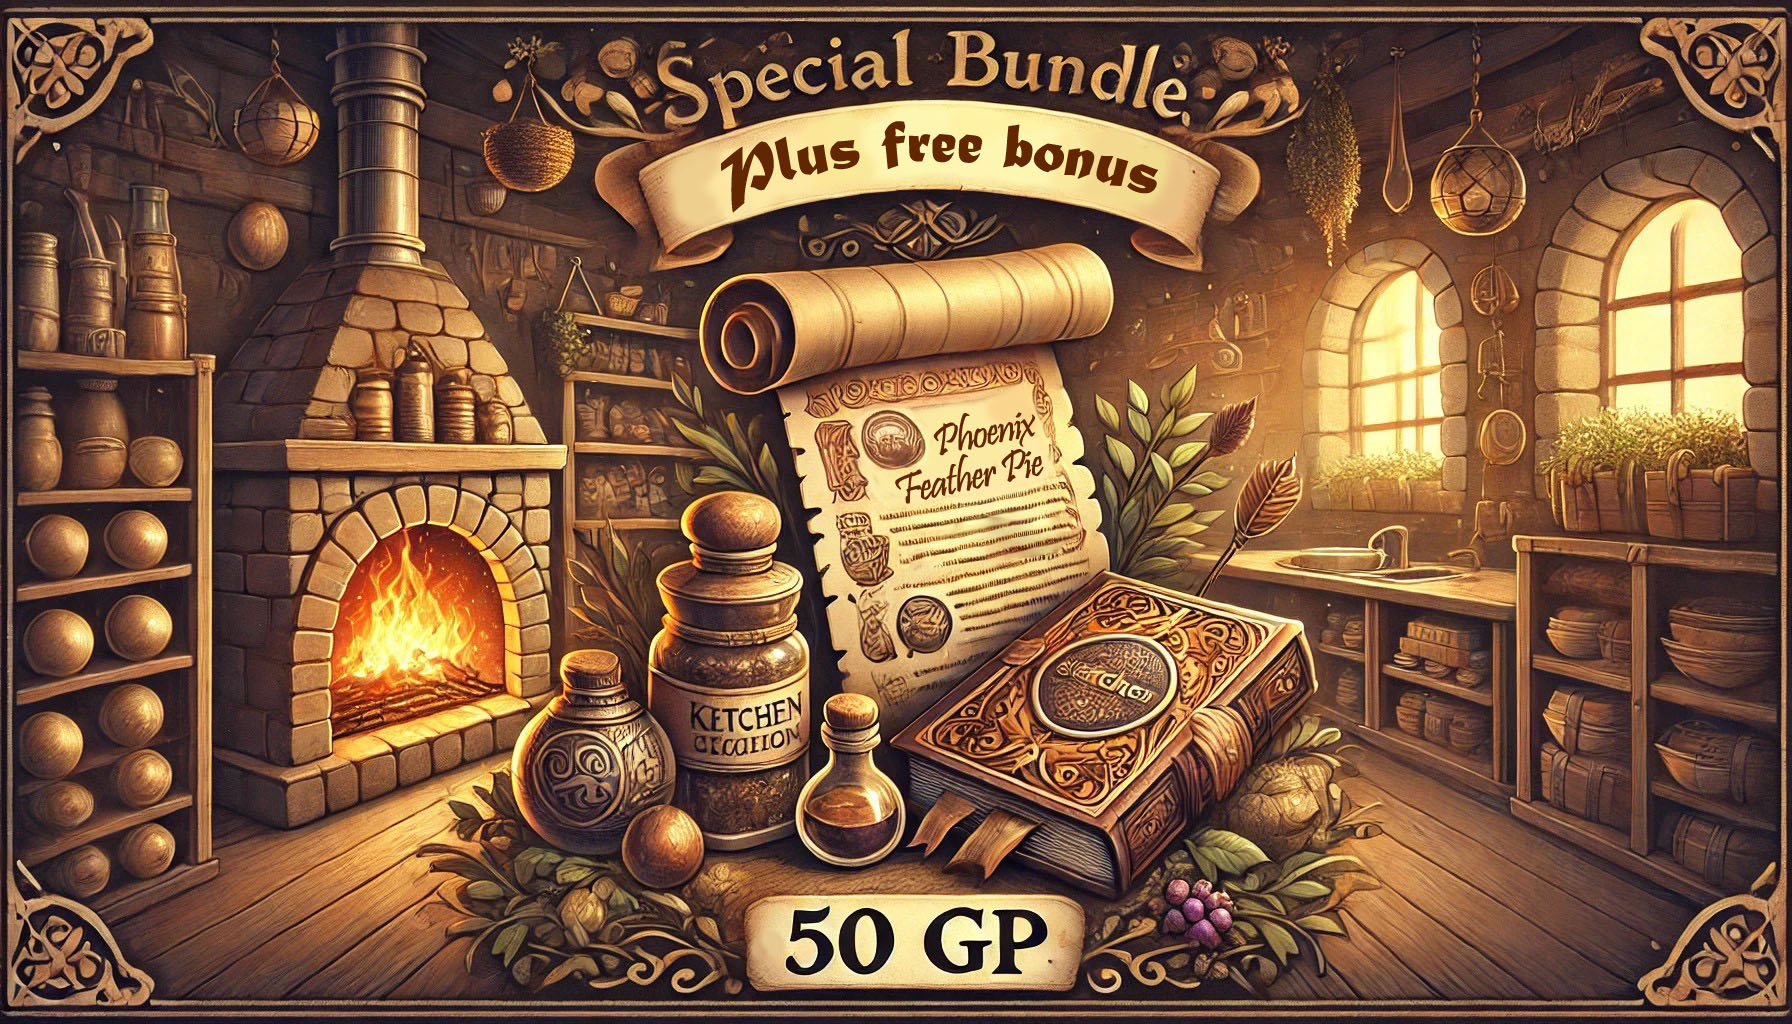 Special Bundle
Plus free bonus
Phoenix
Feather Pie
KETCHEN
50 GP